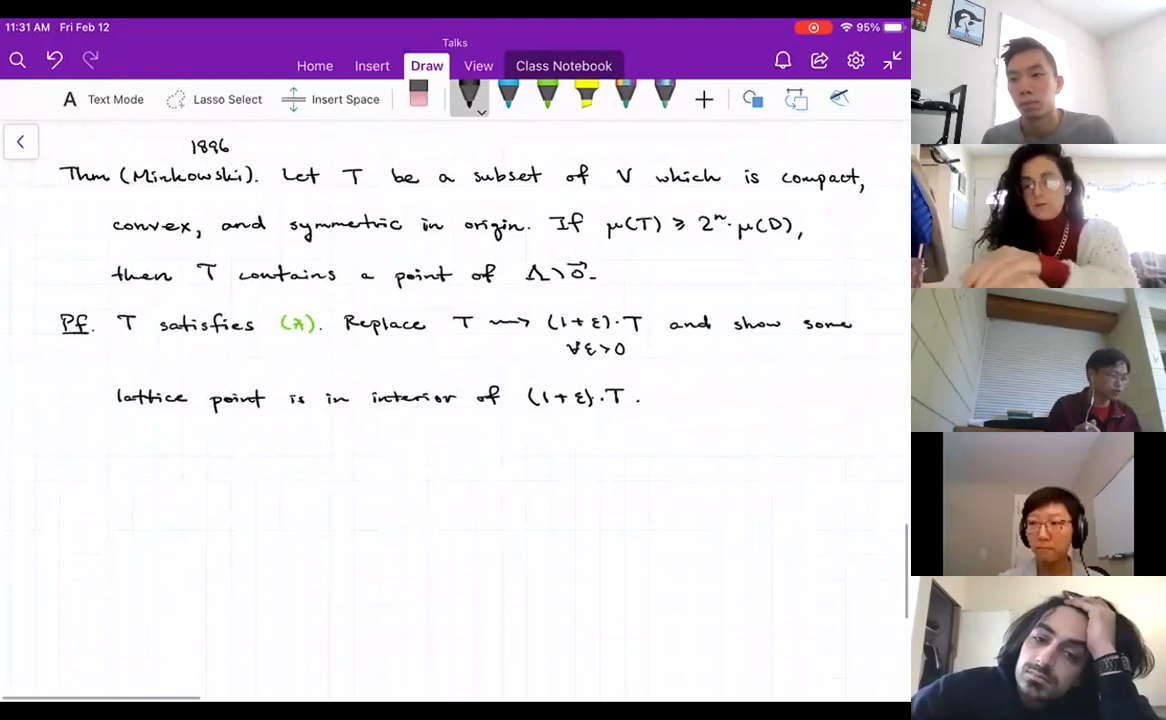 11:31 AM Fri Feb 12
95%
Talks
Home Insert Draw View Class Notebook
Text Mode Lasso Select Insert Space
1896
Thm (Minkowski). Let T be a subset of V which is compact,
convex, and symmetric in origin. If μ(T) ≥ 2ⁿ·μ(D),
then T contains a point of Λ∖0⃗.
Pf. T satisfies (*). Replace T ⟿ (1+ε)·T and show some
∀ε>0
lattice point is in interior of (1+ε)·T.